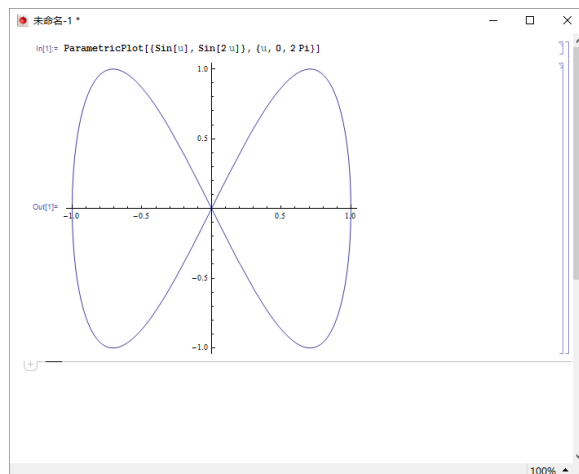 未命名-1 *
In[1]:= ParametricPlot[{Sin[u], Sin[2 u]}, {u, 0, 2 Pi}]
1.0
0.5
Out[1]=
-1.0 -0.5 0.5 1.0
-0.5
-1.0
100%